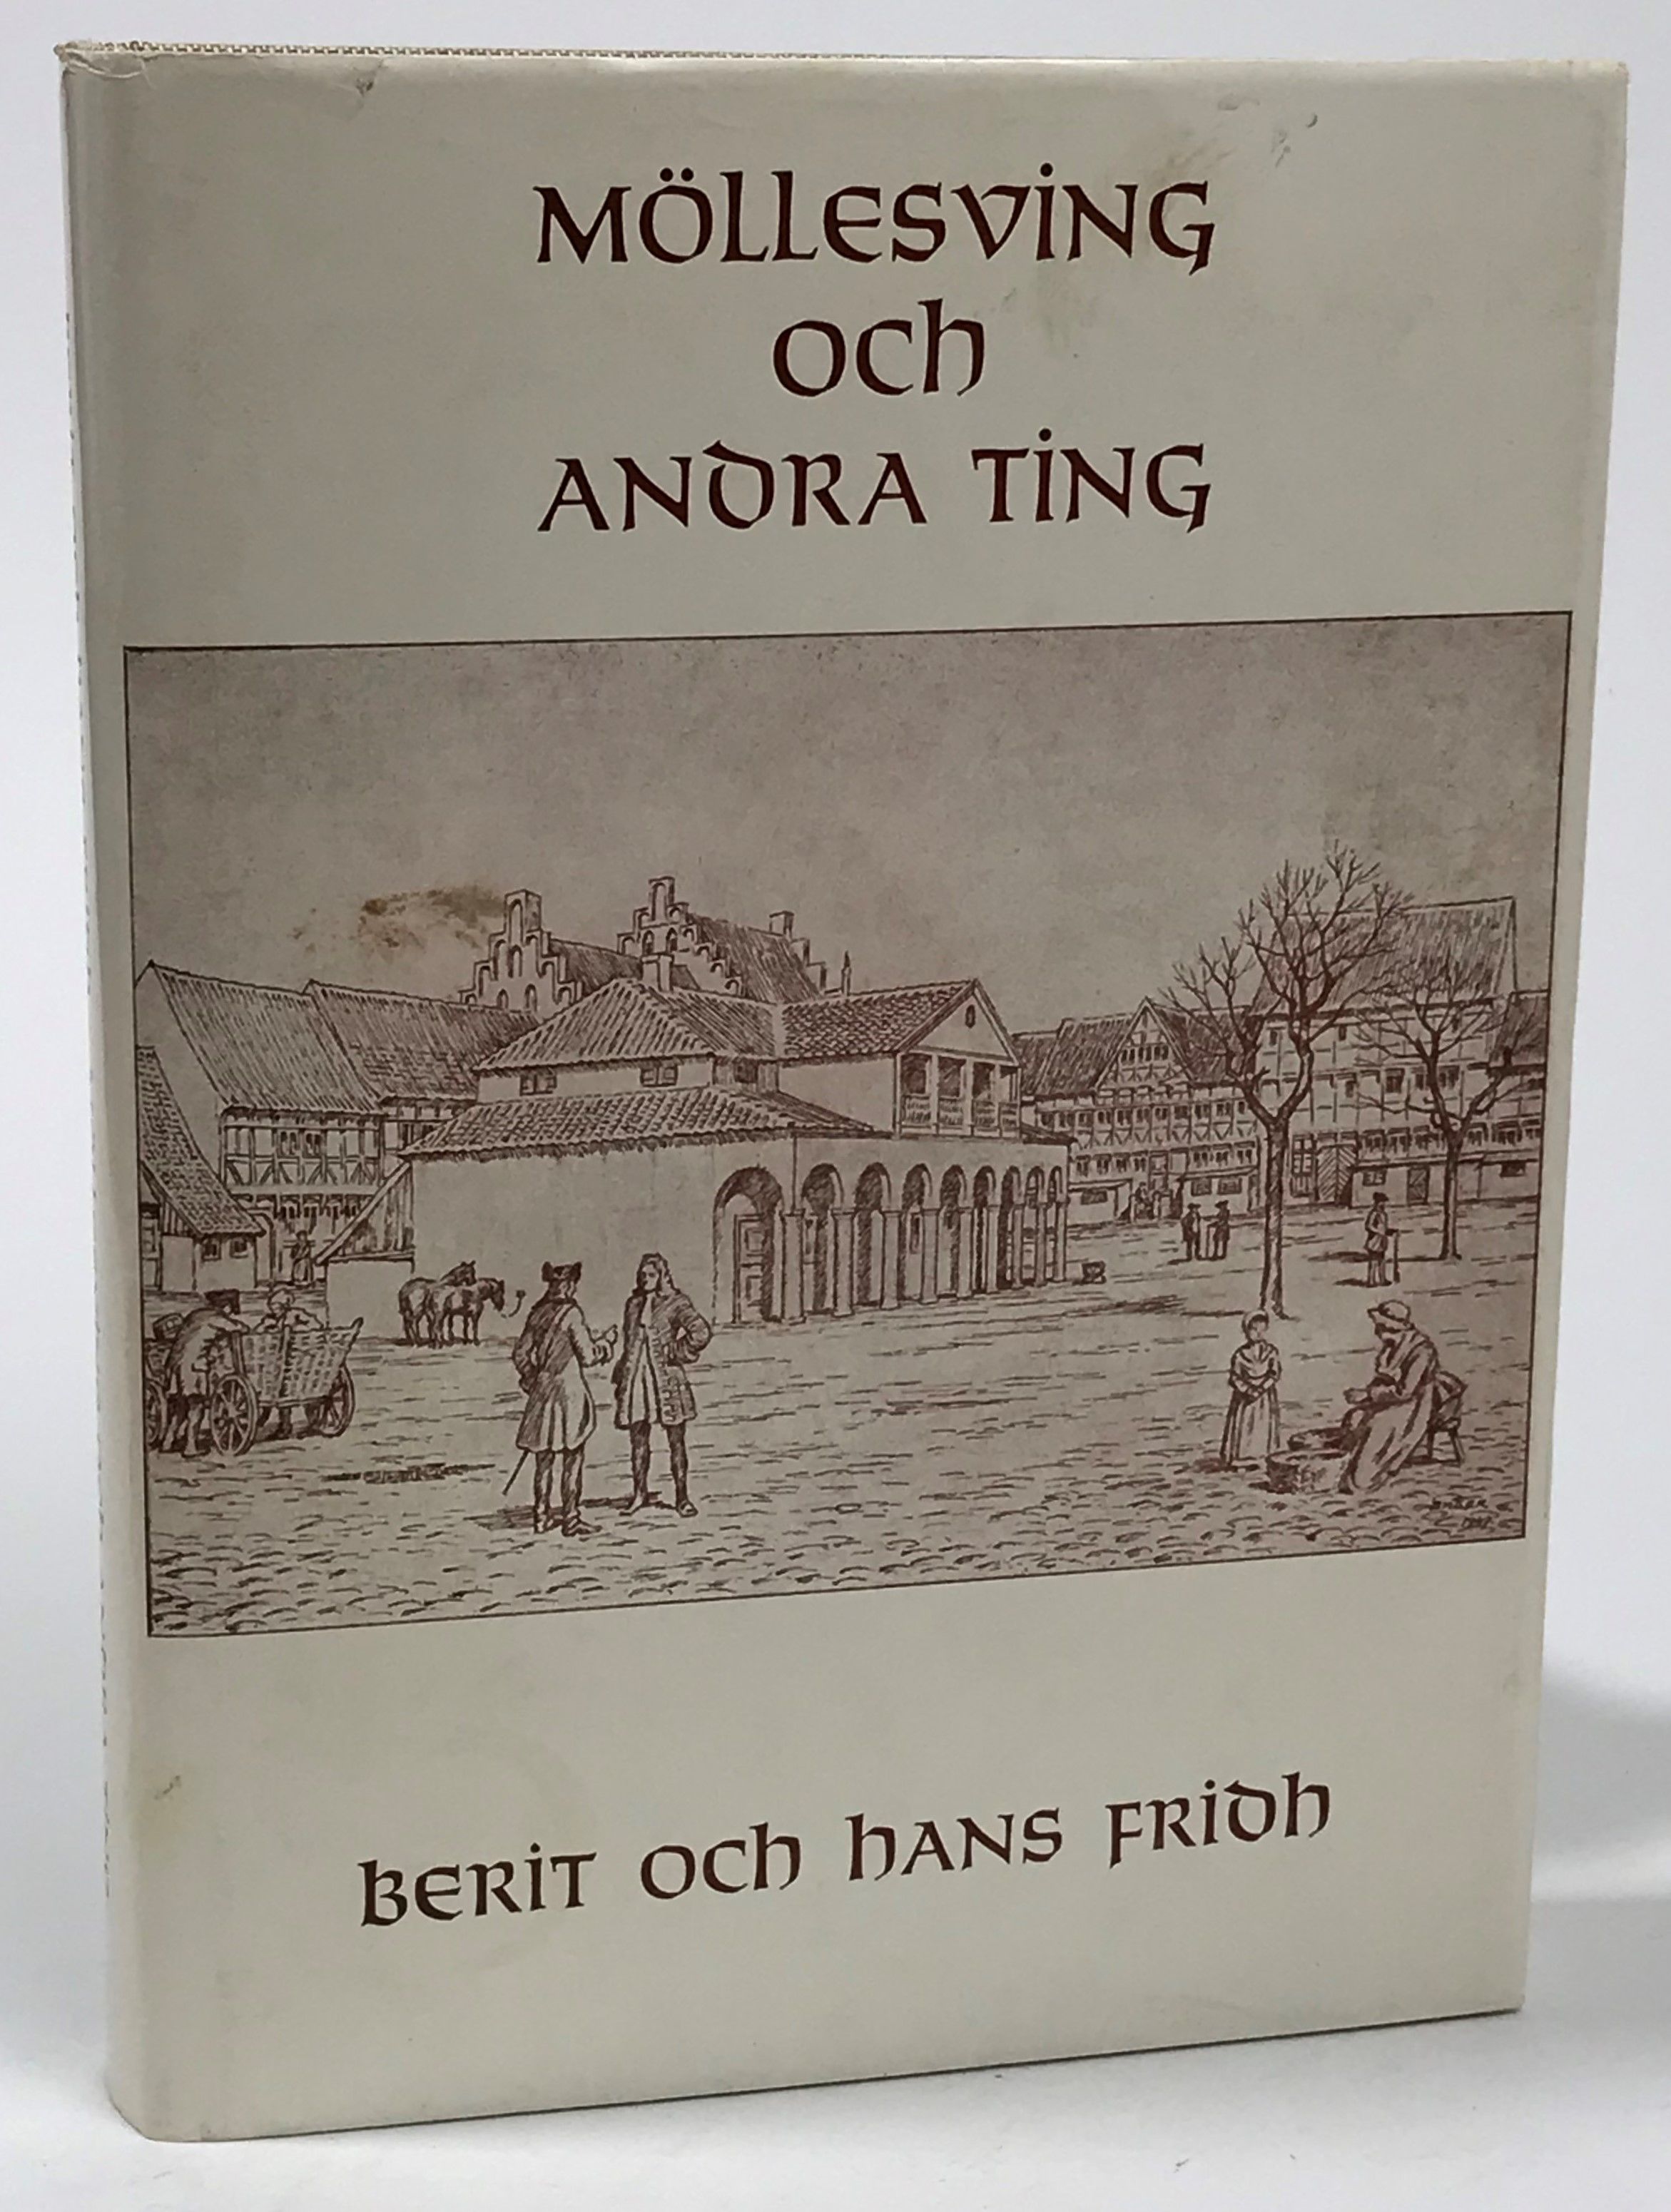 MÖLLESVING
och
ANDRA TING
BERIT OCH HANS FRIDH